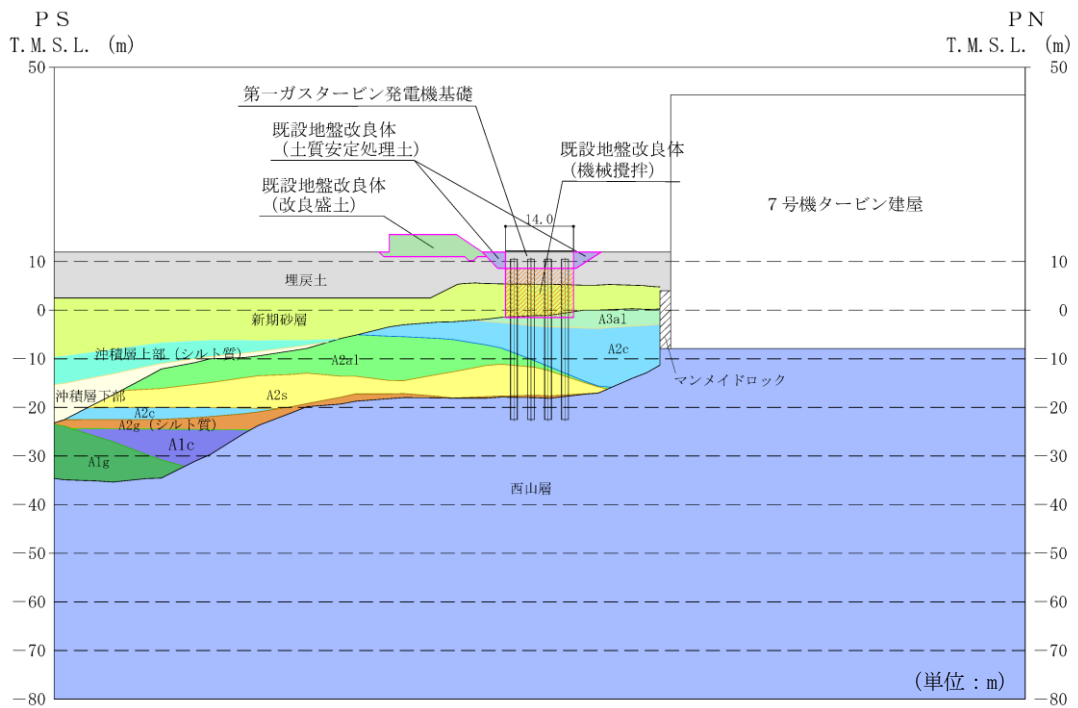 ＰＳ
T.M.S.L. (m)
ＰＮ
T.M.S.L. (m)
50
10
0
−10
−20
−30
−40
−50
−60
−70
−80
50
10
0
−10
−20
−30
−40
−50
−60
−70
−80
第一ガスタービン発電機基礎
既設地盤改良体
（土質安定処理土）
既設地盤改良体
（機械攪拌）
既設地盤改良体
（改良盛土）
14.0
７号機タービン建屋
埋戻土
新期砂層
沖積層上部（シルト質）
沖積層下部
A3al
A2c
A2al
A2s
A2c
A2g（シルト質）
A1c
A1g
マンメイドロック
西山層
（単位：m）